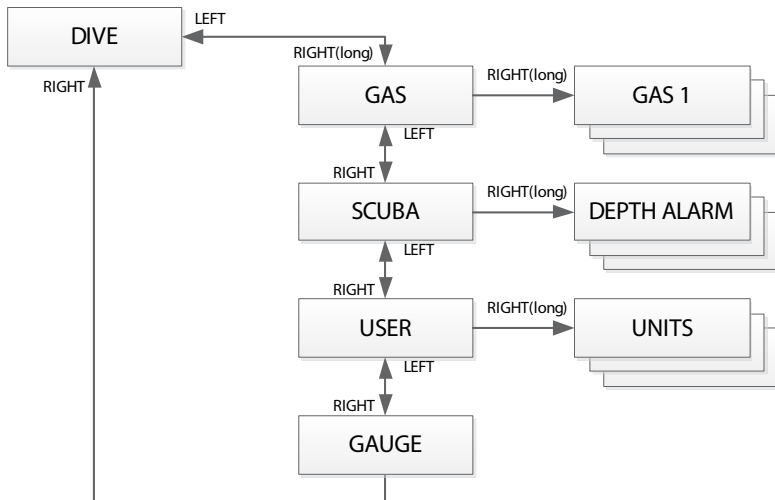 DIVE
LEFT
RIGHT(long)
RIGHT
GAS
RIGHT(long)
GAS 1
LEFT
RIGHT
SCUBA
RIGHT(long)
DEPTH ALARM
LEFT
RIGHT
USER
RIGHT(long)
UNITS
LEFT
RIGHT
GAUGE